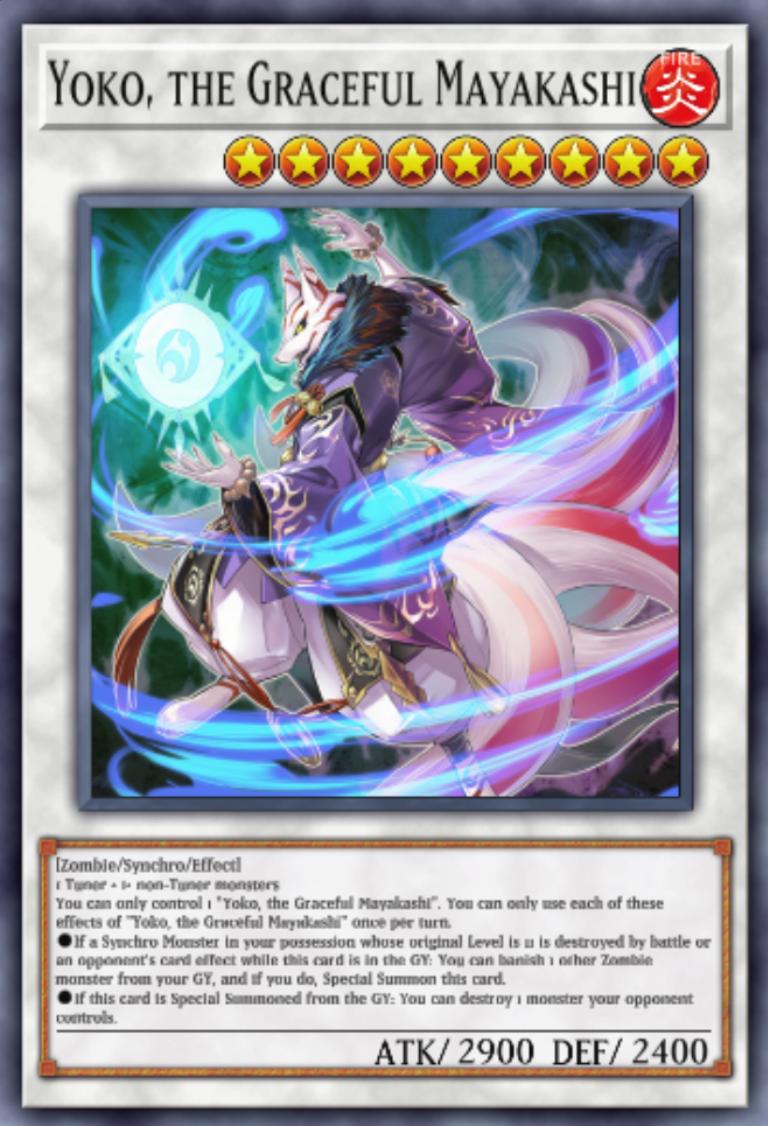 YOKO, THE GRACEFUL MAYAKASHI
FIRE
炎
[Zombie/Synchro/Effect]
1 Tuner + 1+ non-Tuner monsters
You can only control 1 "Yoko, the Graceful Mayakashi". You can only use each of these
effects of "Yoko, the Graceful Mayakashi" once per turn.
●If a Synchro Monster in your possession whose original Level is 11 is destroyed by battle or
an opponent's card effect while this card is in the GY: You can banish 1 other Zombie
monster from your GY, and if you do, Special Summon this card.
●If this card is Special Summoned from the GY: You can destroy 1 monster your opponent
controls.
ATK/ 2900 DEF/ 2400